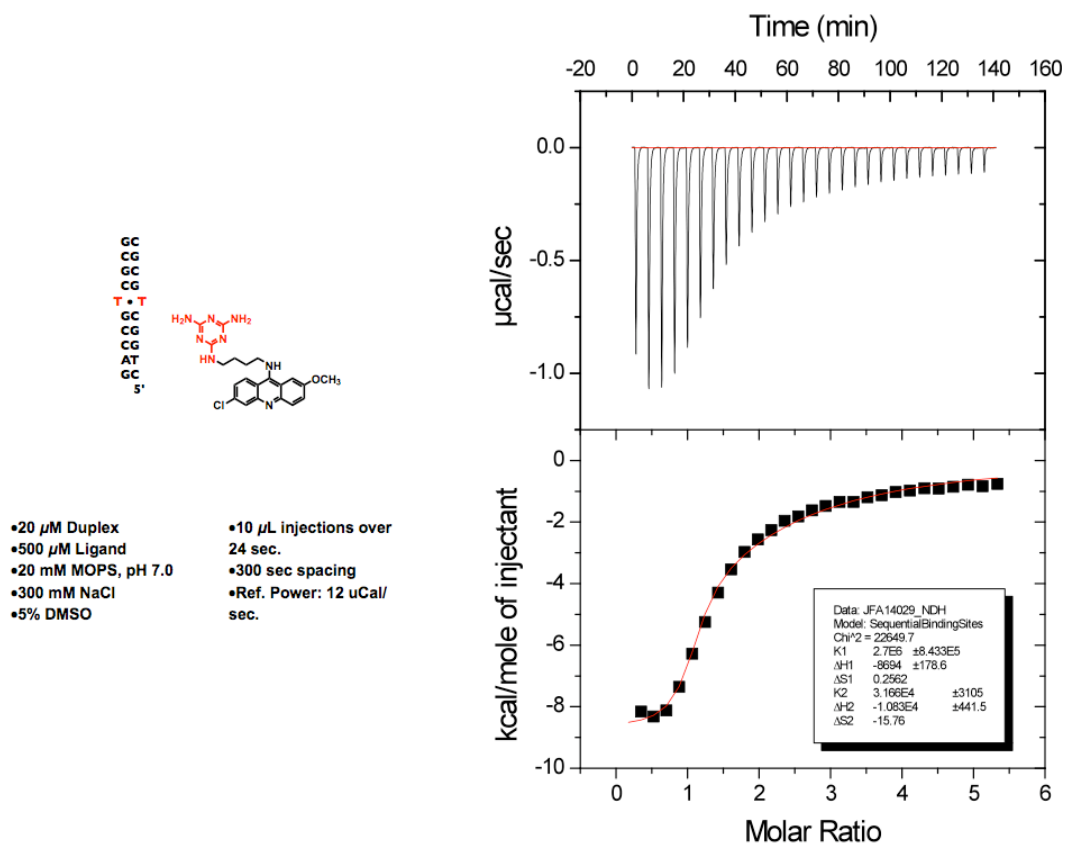 GC
CG
GC
CG
T • T
GC
CG
CG
AT
GC
5'
H₂N
NH₂
N
N
N
HN
NH
OCH₃
Cl
N
•20 µM Duplex
•500 µM Ligand
•20 mM MOPS, pH 7.0
•300 mM NaCl
•5% DMSO
•10 µL injections over
24 sec.
•300 sec spacing
•Ref. Power: 12 uCal/
sec.
Time (min)
-20 0 20 40 60 80 100 120 140 160
0.0
-0.5
-1.0
µcal/sec
0
-2
-4
-6
-8
-10
kcal/mole of injectant
Data: JFA14029_NDH
Model: SequentialBindingSites
Chi^2 = 22649.7
K1 2.7E6 ±8.433E5
ΔH1 -8694 ±178.6
ΔS1 0.2562
K2 3.166E4 ±3105
ΔH2 -1.083E4 ±441.5
ΔS2 -15.76
0 1 2 3 4 5 6
Molar Ratio